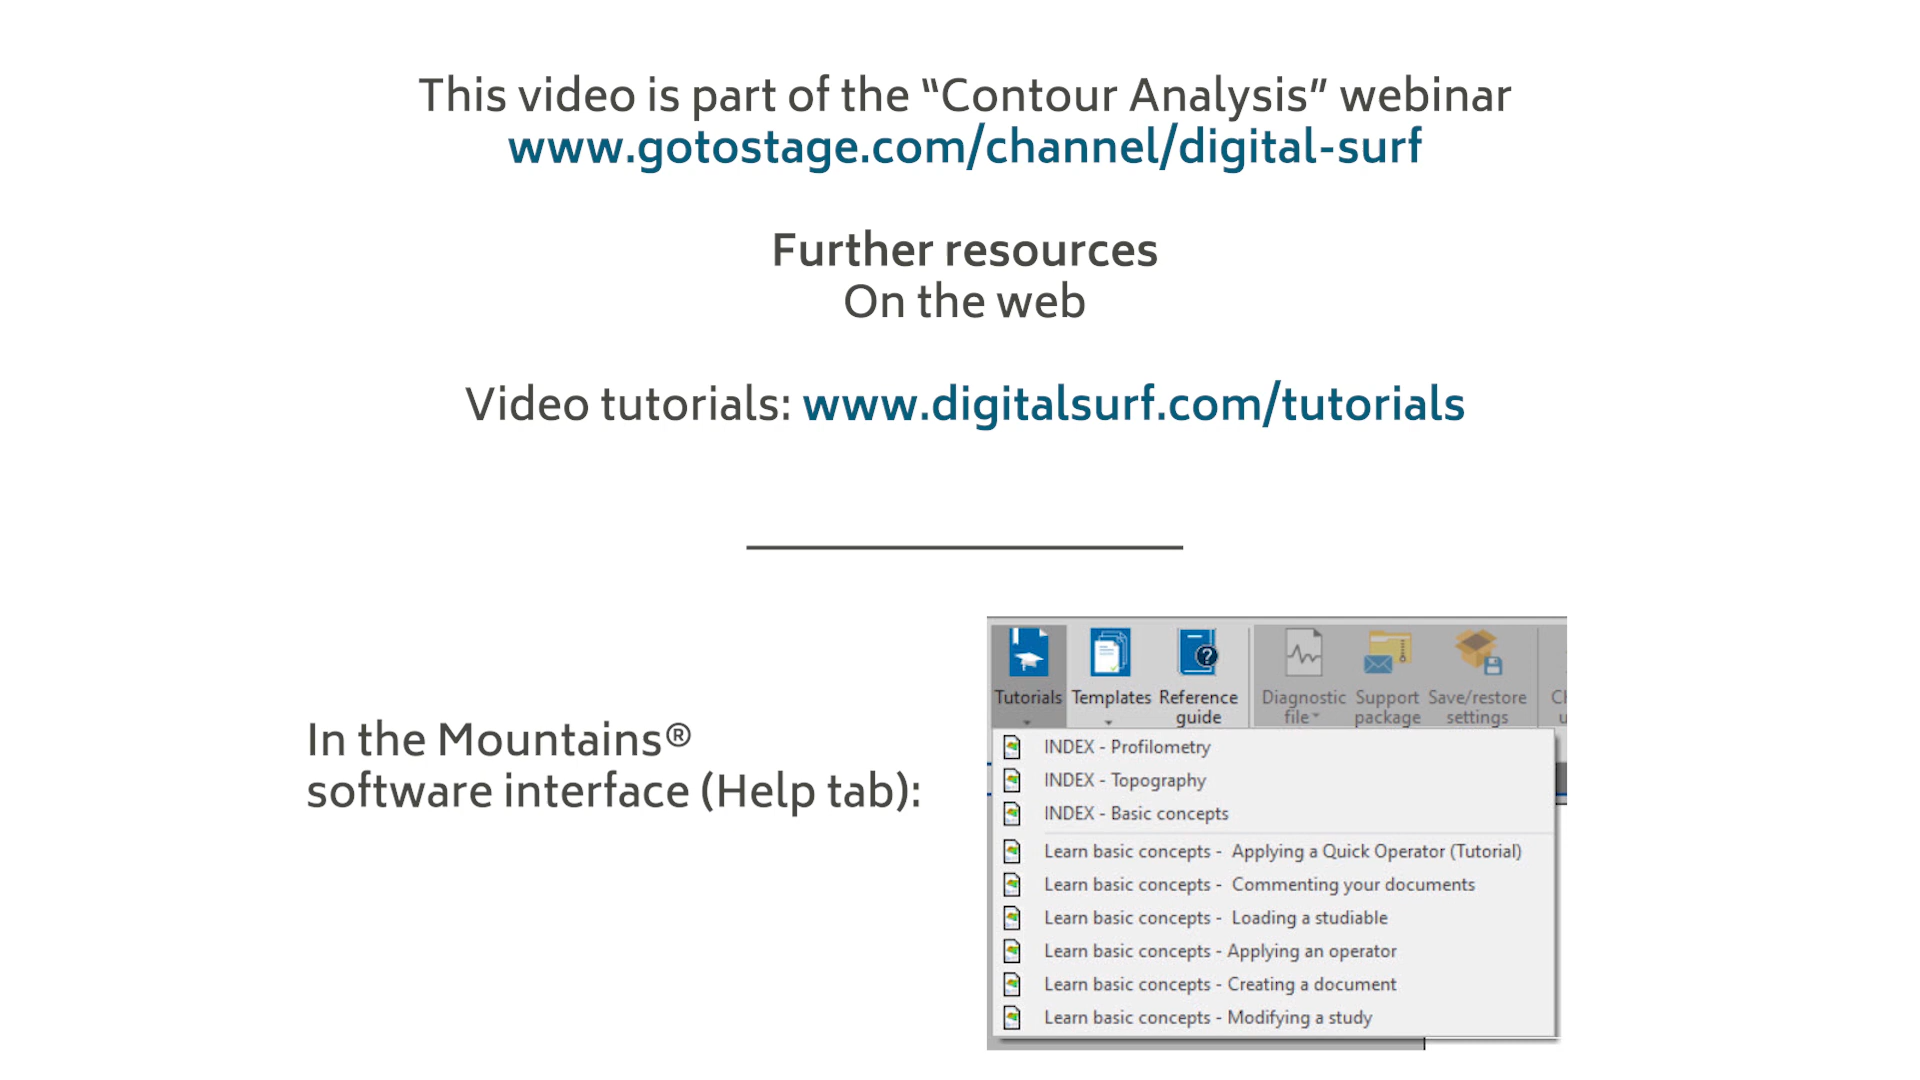 This video is part of the “Contour Analysis” webinar
www.gotostage.com/channel/digital-surf
Further resources
On the web
Video tutorials: www.digitalsurf.com/tutorials
In the Mountains®
software interface (Help tab):
Tutorials Templates Reference guide Diagnostic file Support package Save/restore settings
INDEX - Profilometry
INDEX - Topography
INDEX - Basic concepts
Learn basic concepts - Applying a Quick Operator (Tutorial)
Learn basic concepts - Commenting your documents
Learn basic concepts - Loading a studiable
Learn basic concepts - Applying an operator
Learn basic concepts - Creating a document
Learn basic concepts - Modifying a study